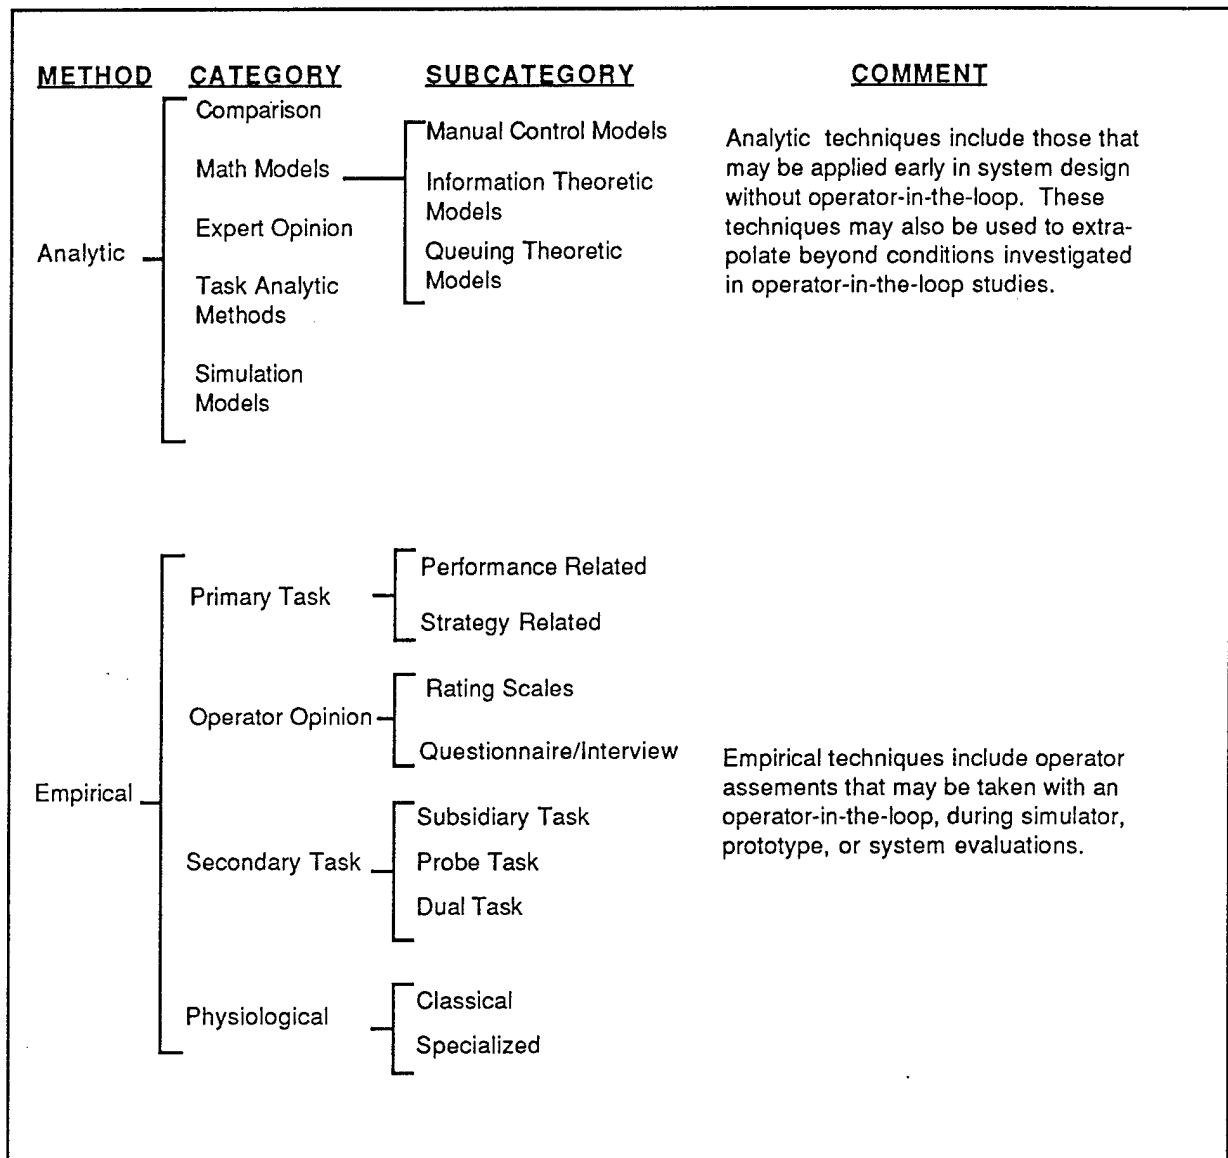 METHOD CATEGORY SUBCATEGORY COMMENT
Analytic
Comparison
Math Models
Expert Opinion
Task Analytic
Methods
Simulation
Models
Manual Control Models
Information Theoretic
Models
Queuing Theoretic
Models
Analytic techniques include those that
may be applied early in system design
without operator-in-the-loop. These
techniques may also be used to extra-
polate beyond conditions investigated
in operator-in-the-loop studies.
Empirical
Primary Task
Performance Related
Strategy Related
Operator Opinion
Rating Scales
Questionnaire/Interview
Secondary Task
Subsidiary Task
Probe Task
Dual Task
Physiological
Classical
Specialized
Empirical techniques include operator
assements that may be taken with an
operator-in-the-loop, during simulator,
prototype, or system evaluations.